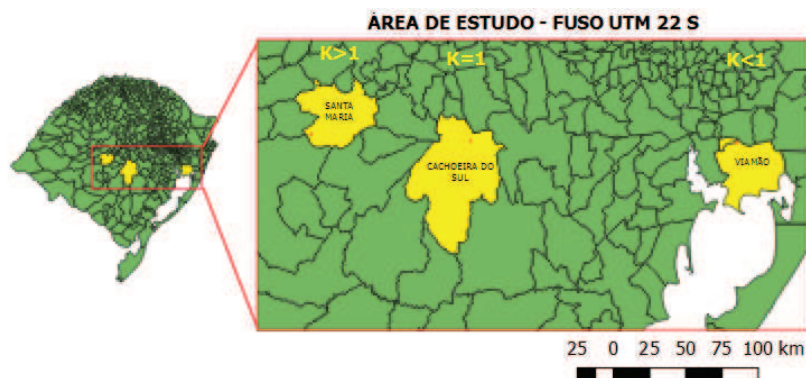 ÁREA DE ESTUDO - FUSO UTM 22 S
K>1
K=1
K<1
SANTA
MARIA
CACHOEIRA DO
SUL
VIAMÃO
25 0 25 50 75 100 km